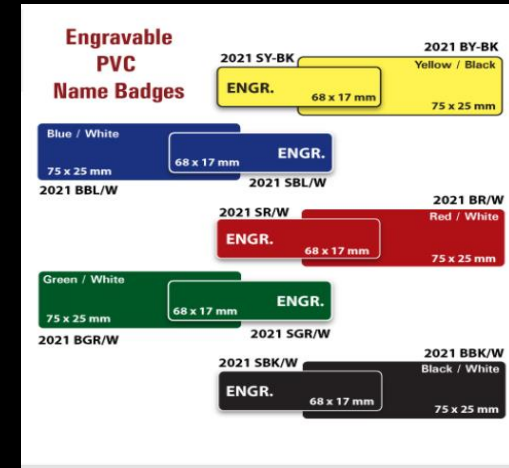 Engravable
PVC
Name Badges
2021 SY-BK
2021 BY-BK
Yellow / Black
ENGR.
68 x 17 mm
75 x 25 mm
Blue / White
68 x 17 mm
ENGR.
75 x 25 mm
2021 BBL/W
2021 SBL/W
2021 SR/W
2021 BR/W
Red / White
ENGR.
68 x 17 mm
75 x 25 mm
Green / White
68 x 17 mm
ENGR.
75 x 25 mm
2021 BGR/W
2021 SGR/W
2021 SBK/W
2021 BBK/W
Black / White
ENGR.
68 x 17 mm
75 x 25 mm